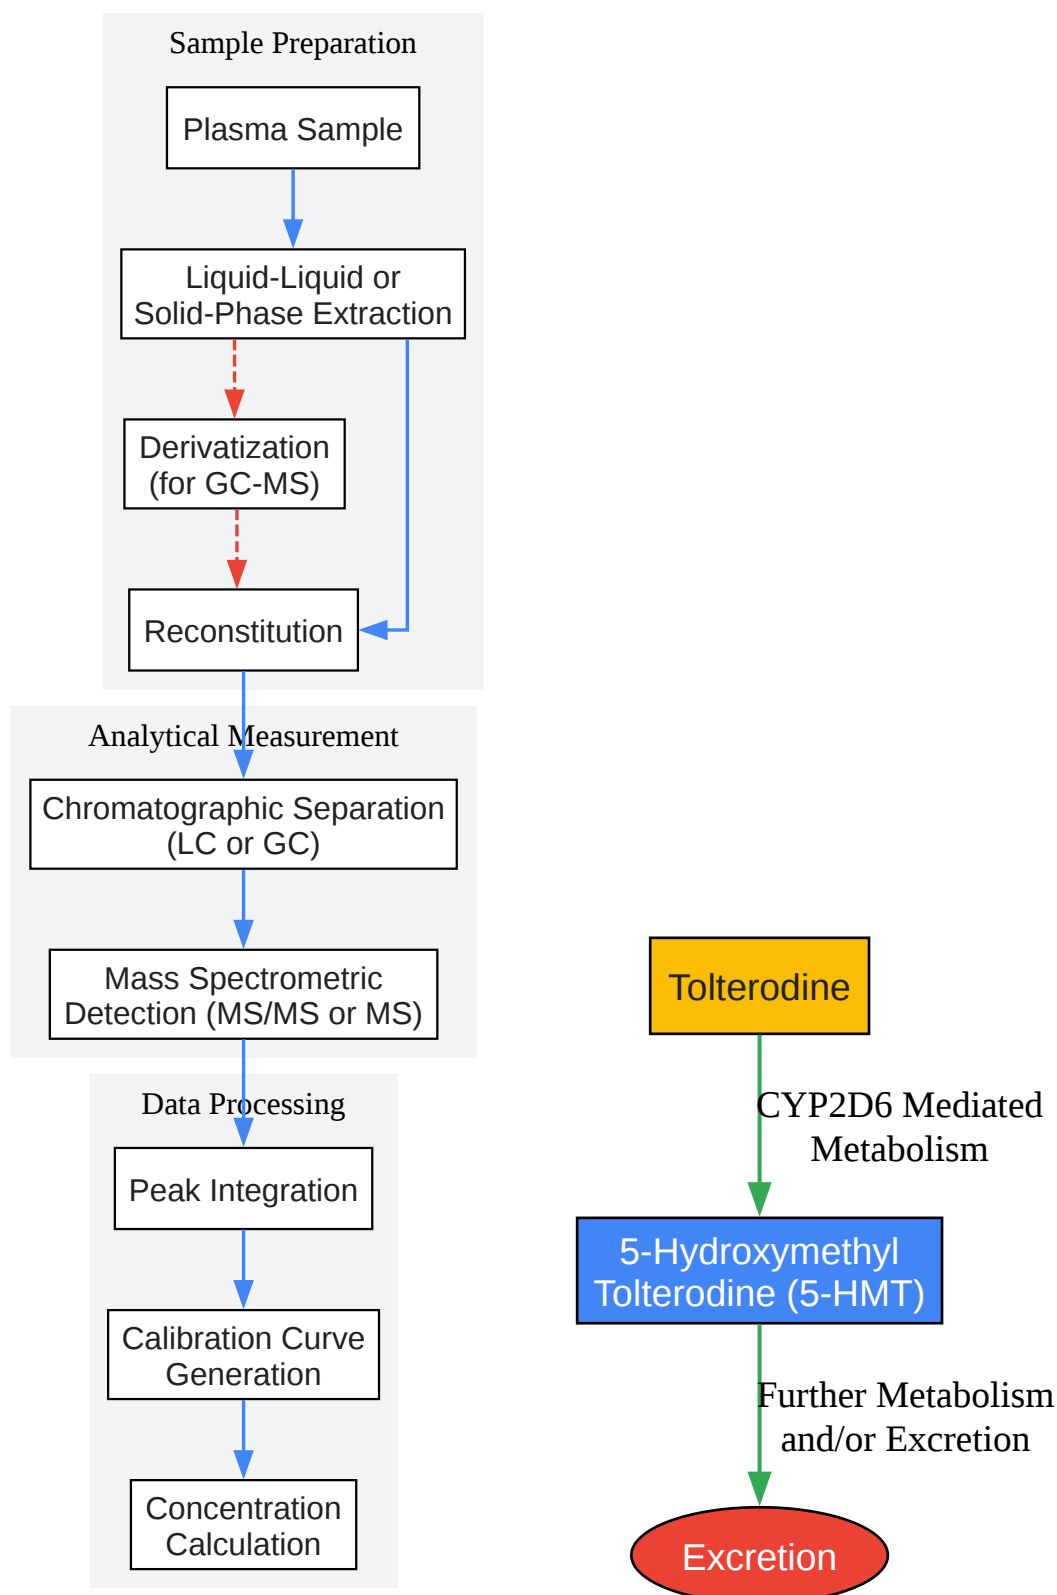 Sample Preparation
Plasma Sample
Liquid-Liquid or
Solid-Phase Extraction
Derivatization
(for GC-MS)
Reconstitution
Analytical Measurement
Chromatographic Separation
(LC or GC)
Mass Spectrometric
Detection (MS/MS or MS)
Data Processing
Peak Integration
Calibration Curve
Generation
Concentration
Calculation
Tolterodine
CYP2D6 Mediated
Metabolism
5-Hydroxymethyl
Tolterodine (5-HMT)
Further Metabolism
and/or Excretion
Excretion